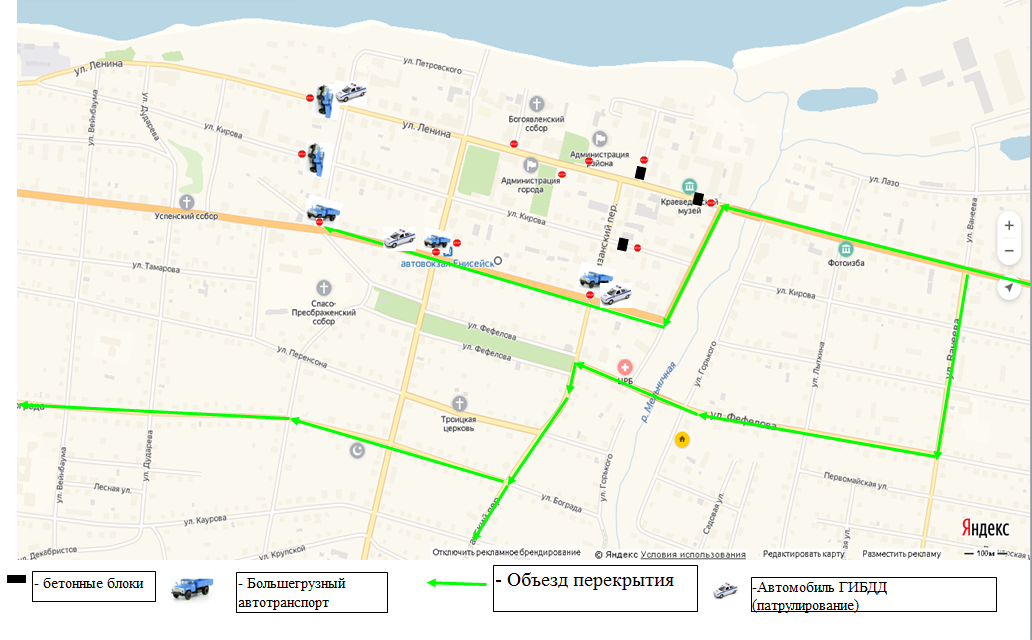 ул. Ленина
ул. Петровского
ул. Вейнбаума
ул. Дударева
ул. Кирова
ул. Ленина
Богоявленский
собор
Администрация
района
Администрация
города
Краеведческий
музей
ул. Лазо
ул. Ванеева
Успенский собор
ул. Кирова
автовокзал Енисейск
Фотоизба
ул. Тамарова
ул. Кирова
Спасо-
Преображенский
собор
ул. Фефелова
ул. Фефелова
ул. Перенсона
ЦРБ
р. Мельничная
ул. Горького
ул. Лыткина
ул. Ванеева
Троицкая
церковь
ул. Фефелова
ул. Вейнбаума
ул. Дударева
Лесная ул.
ул. Бограда
ул. Горького
Садовая ул.
Первомайская ул.
ул. Каурова
ул. Крупской
ул. Декабристов
Яндекс
Отключить рекламное брендирование
© Яндекс Условия использования
Редактировать карту
Разместить рекламу
100м
- бетонные блоки
- Большегрузный
автотранспорт
- Объезд перекрытия
-Автомобиль ГИБДД
(патрулирование)